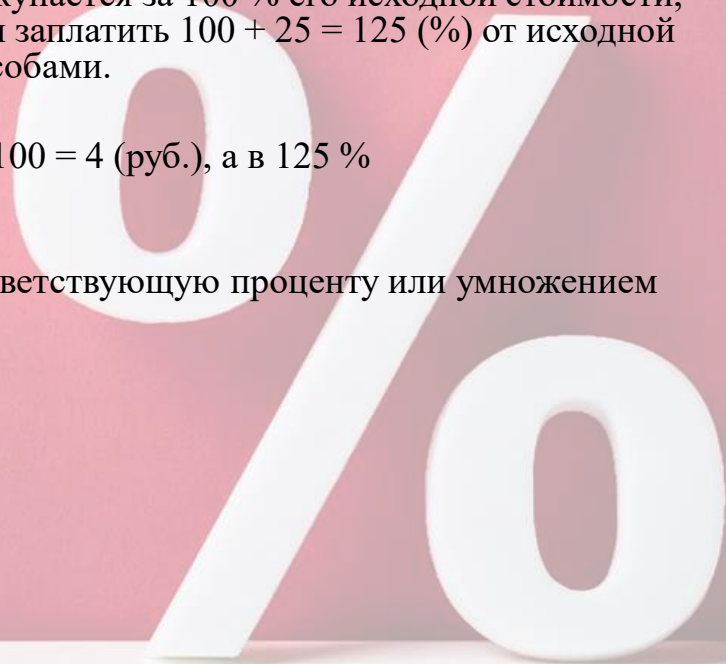 купается за 100 % его исходной стоимости,
заплатить 100 + 25 = 125 (%) от исходной
собами.
100 = 4 (руб.), а в 125 %
ветствующую проценту или умножением
%